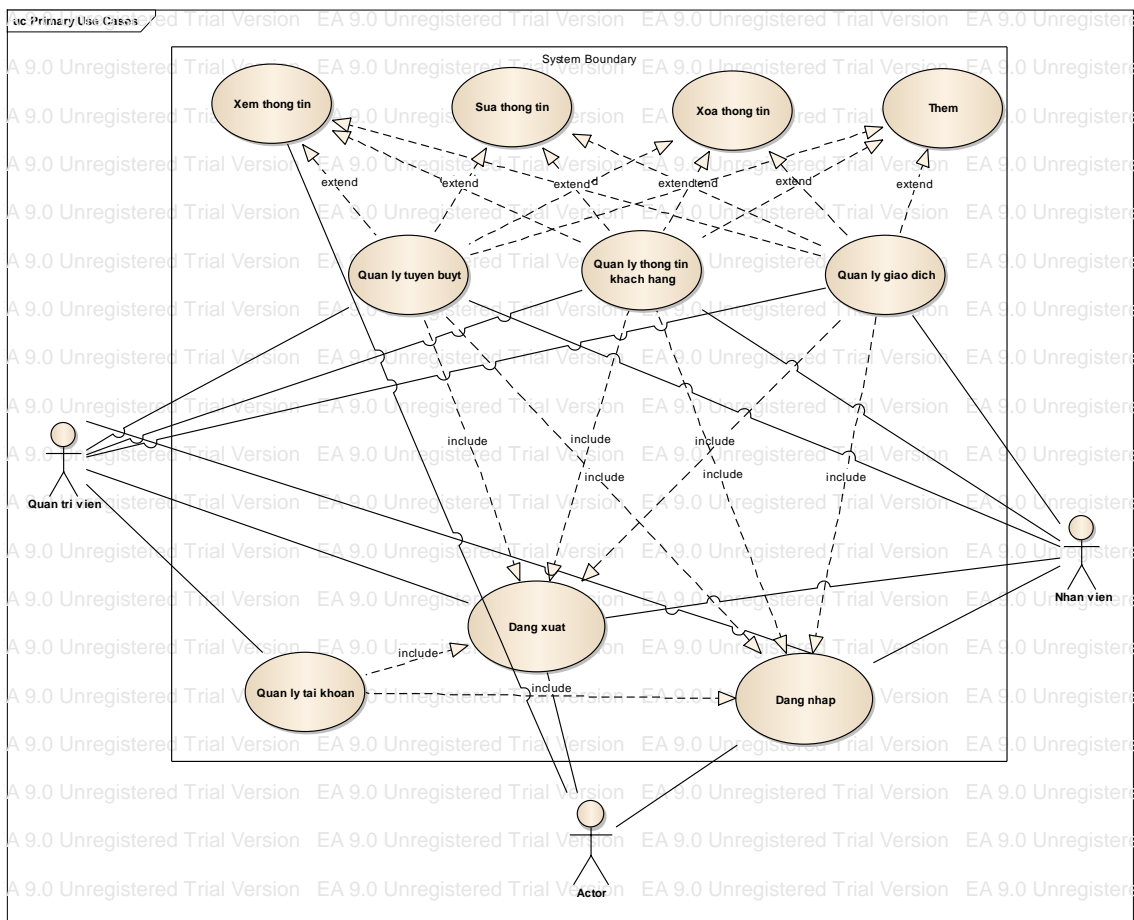 uc Primary Use Cases
System Boundary
Xem thong tin
Sua thong tin
Xoa thong tin
Them
extend
extend
extend
extend
extend
extend
Quan ly tuyen buyt
Quan ly thong tin
khach hang
Quan ly giao dich
include
include
include
include
include
include
Quan tri vien
Nhan vien
Dang xuat
include
Quan ly tai khoan
include
Dang nhap
Actor
EA 9.0 Unregistered Trial Version